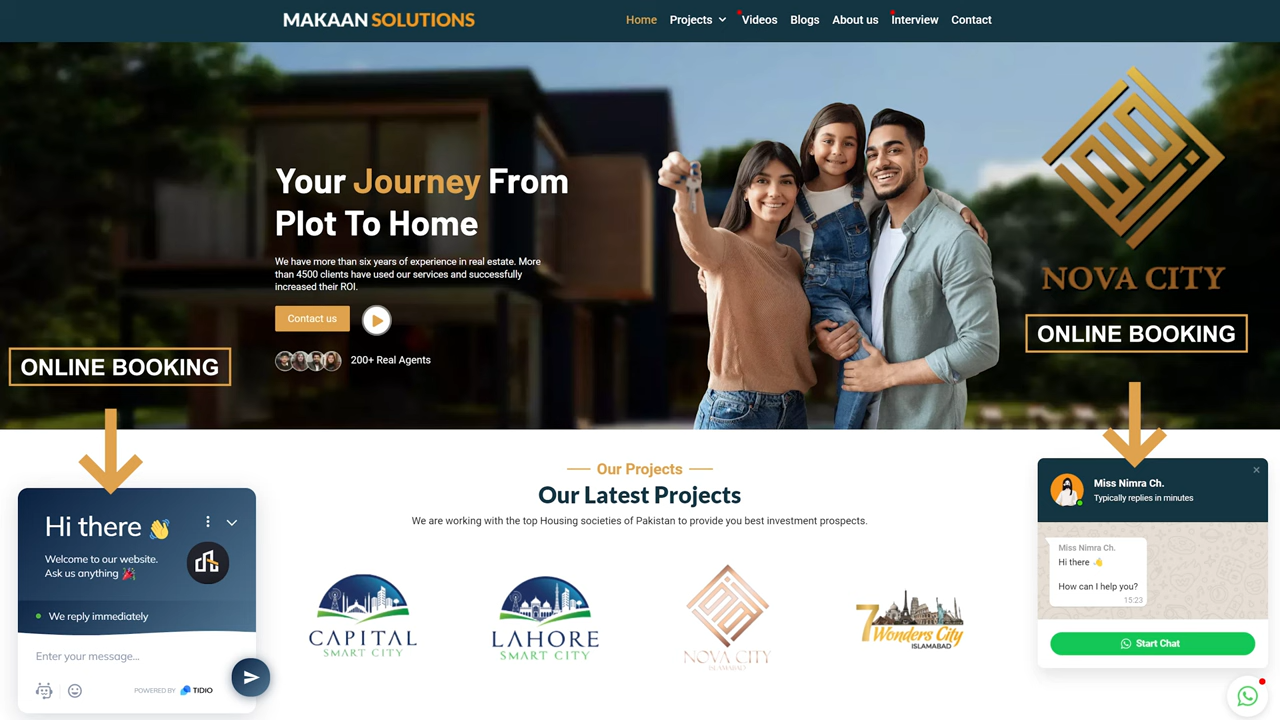 MAKAAN SOLUTIONS
Home Projects Videos Blogs About us Interview Contact
Your Journey From
Plot To Home
We have more than six years of experience in real estate. More
than 4500 clients have used our services and successfully
increased their ROI.
Contact us
200+ Real Agents
NOVA CITY
ONLINE BOOKING
ONLINE BOOKING
Our Projects
Our Latest Projects
We are working with the top Housing societies of Pakistan to provide you best investment prospects.
CAPITAL
SMART CITY
LAHORE
SMART CITY
NOVA CITY
ISLAMABAD
7 Wonders City
ISLAMABAD
Hi there 👋
Welcome to our website.
Ask us anything 🎉
We reply immediately
Enter your message...
POWERED BY TIDIO
Miss Nimra Ch.
Typically replies in minutes
Miss Nimra Ch.
Hi there 👋
How can I help you?
15:23
Start Chat